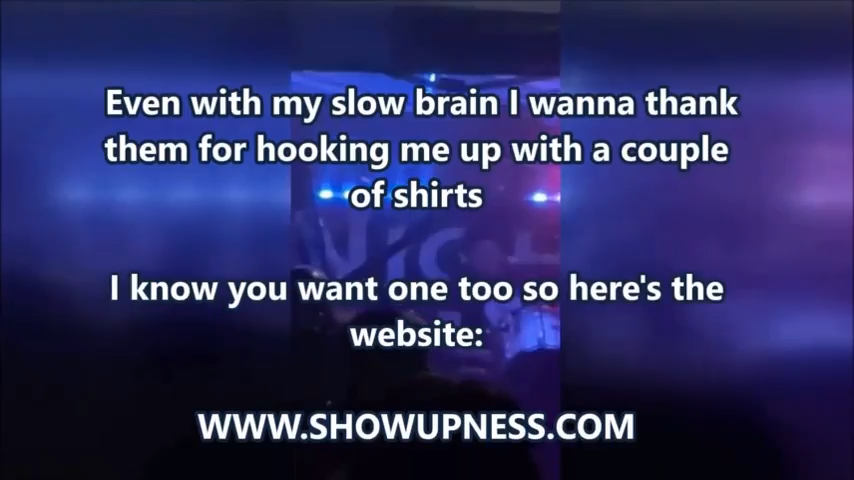 Even with my slow brain I wanna thank
them for hooking me up with a couple
of shirts
I know you want one too so here's the
website:
WWW.SHOWUPNESS.COM